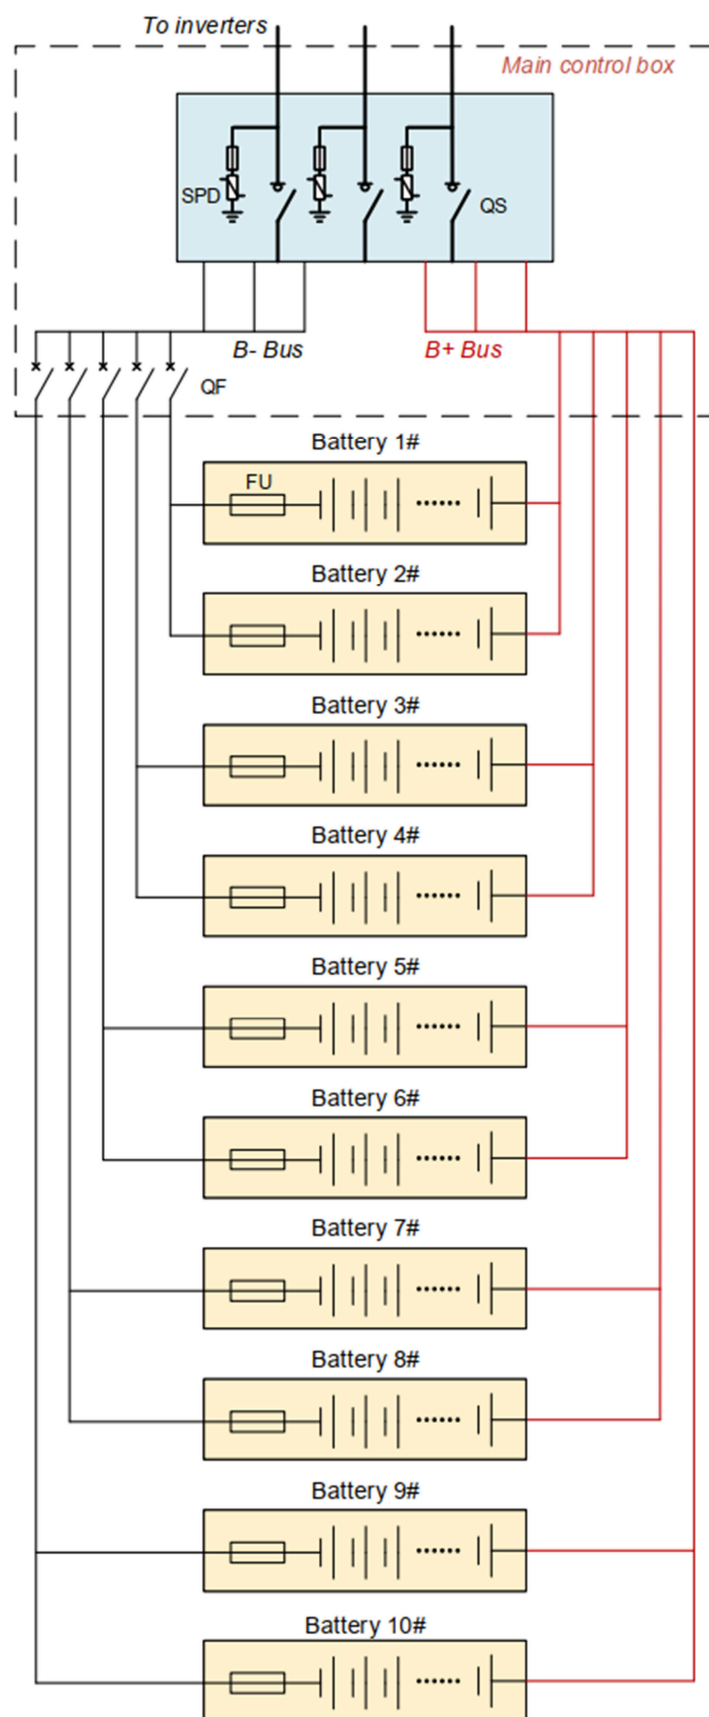 To inverters
Main control box
SPD
QS
B- Bus
B+ Bus
QF
Battery 1#
FU
Battery 2#
Battery 3#
Battery 4#
Battery 5#
Battery 6#
Battery 7#
Battery 8#
Battery 9#
Battery 10#